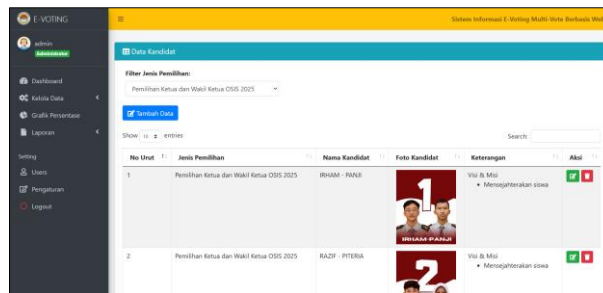 E-VOTING
Sistem Informasi E-Voting Multi-Vote Berbasis Web
admin
Administrator
Data Kandidat
Filter Jenis Pemilihan:
Dashboard
Pemilihan Ketua dan Wakil Ketua OSIS 2025
Kelola Data
Grafik Persentase
Tambah Data
Laporan
Show 10 entries
Search:
Setting
No Urut Jenis Pemilihan Nama Kandidat Foto Kandidat Keterangan Aksi
Users
1 Pemilihan Ketua dan Wakil Ketua OSIS 2025 IRHAM - PANJI Visi & Misi
Pengaturan
• Mensejahterakan siswa
1
Logout
IRHAM-PANJI
2 Pemilihan Ketua dan Wakil Ketua OSIS 2025 RAZIF - PITERIA Visi & Misi
• Mensejahterakan siswa
2